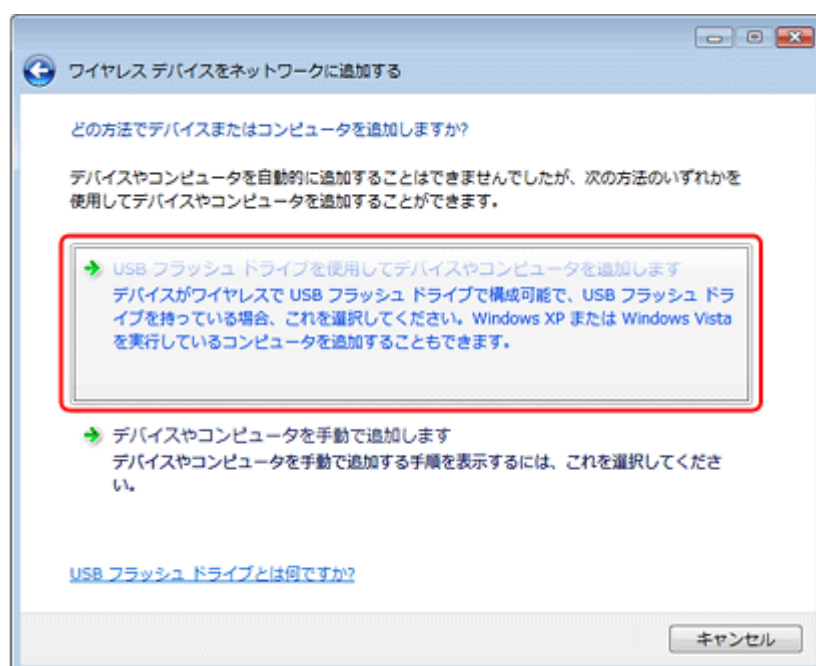 ワイヤレス デバイスをネットワークに追加する
どの方法でデバイスまたはコンピュータを追加しますか?
デバイスやコンピュータを自動的に追加することはできませんでしたが、次の方法のいずれかを
使用してデバイスやコンピュータを追加することができます。
USB フラッシュ ドライブを使用してデバイスやコンピュータを追加します
デバイスがワイヤレスで USB フラッシュ ドライブで構成可能で、USB フラッシュ ドラ
イブを持っている場合、これを選択してください。Windows XP または Windows Vista
を実行しているコンピュータを追加することもできます。
デバイスやコンピュータを手動で追加します
デバイスやコンピュータを手動で追加する手順を表示するには、これを選択してくださ
い。
USB フラッシュ ドライブとは何ですか?
キャンセル